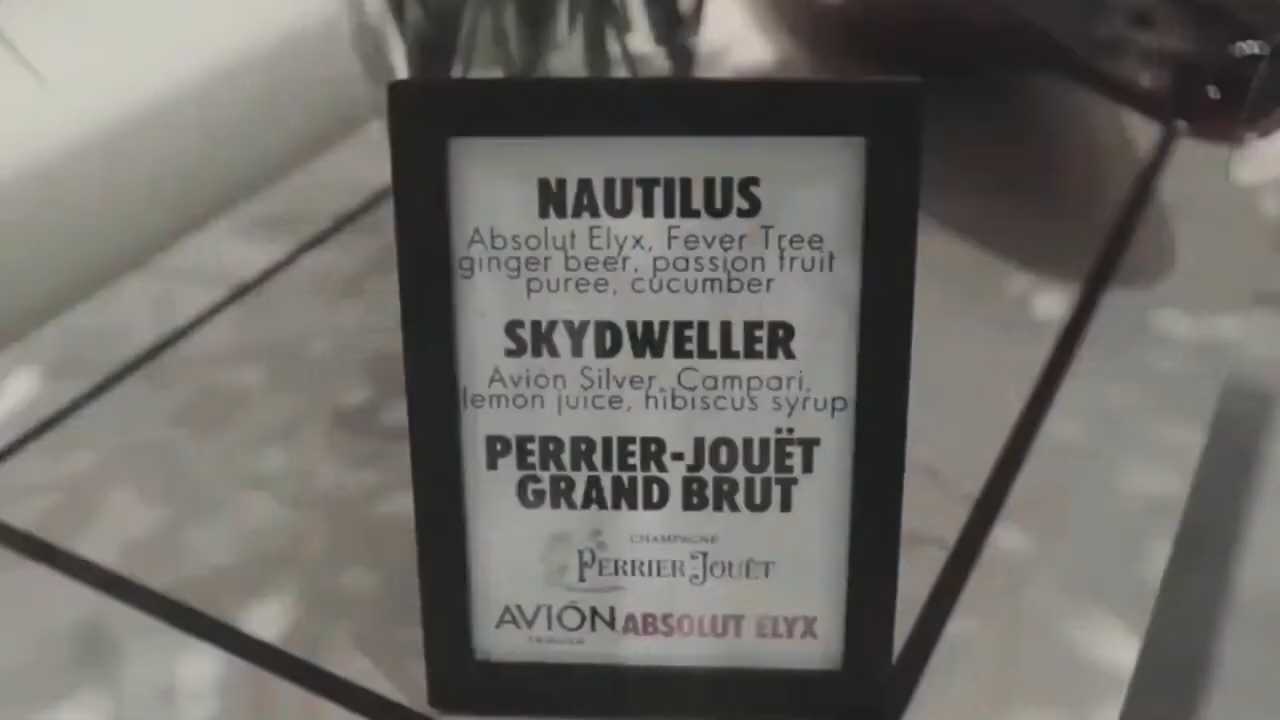 NAUTILUS
Absolut Elyx, Fever Tree
ginger beer, passion fruit
puree, cucumber
SKYDWELLER
Avión Silver, Campari,
lemon juice, hibiscus syrup
PERRIER-JOUËT
GRAND BRUT
CHAMPAGNE
PERRIER-JOUËT
AVIÓN ABSOLUT ELYX